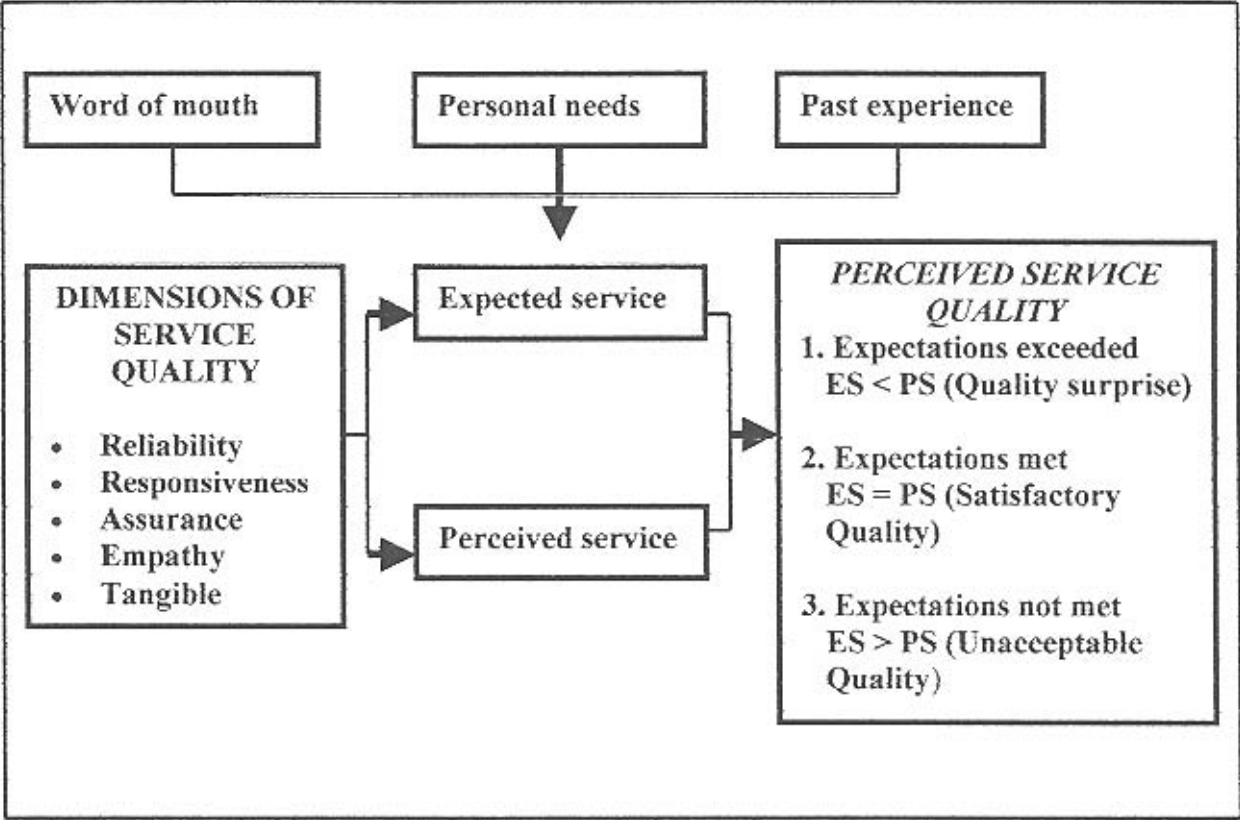 Word of mouth
Personal needs
Past experience
DIMENSIONS OF
SERVICE
QUALITY
• Reliability
• Responsiveness
• Assurance
• Empathy
• Tangible
Expected service
Perceived service
PERCEIVED SERVICE
QUALITY
1. Expectations exceeded
ES < PS (Quality surprise)
2. Expectations met
ES = PS (Satisfactory
Quality)
3. Expectations not met
ES > PS (Unacceptable
Quality)